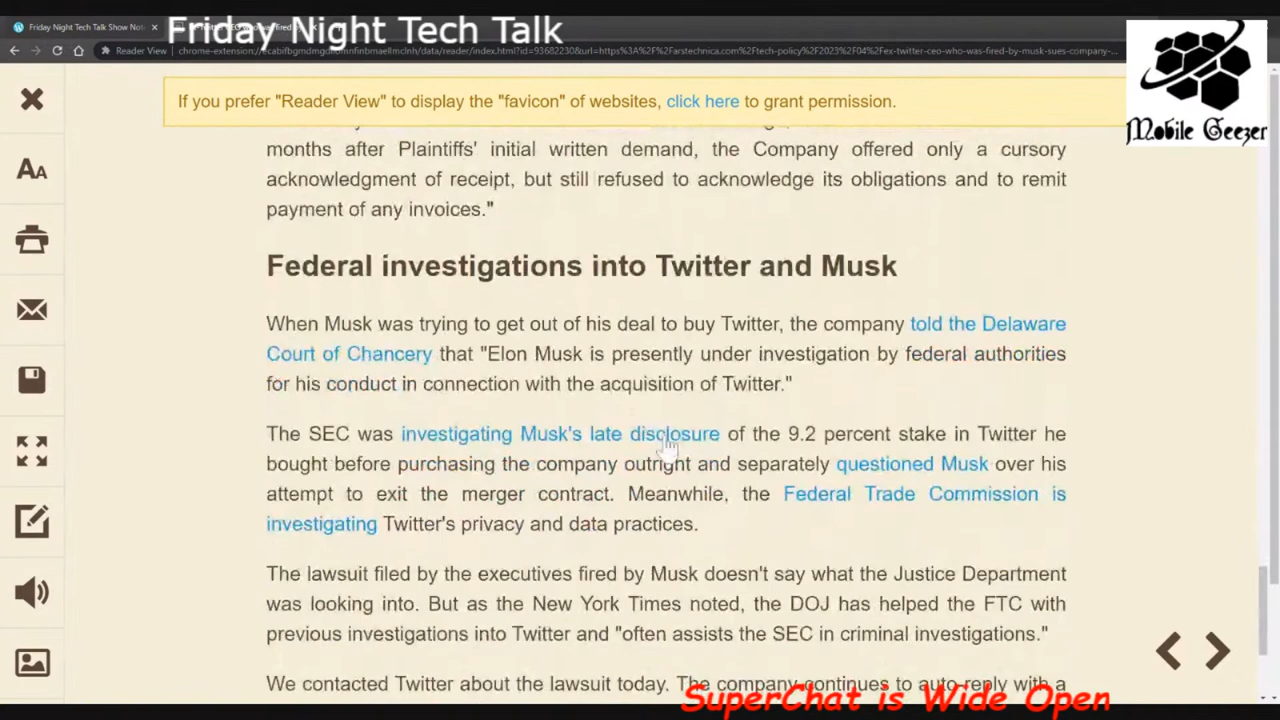 Friday Night Tech Talk Show Not
Friday Night Tech Talk
Reader View
Mobile Geezer
If you prefer "Reader View" to display the "favicon" of websites, click here to grant permission.
months after Plaintiffs' initial written demand, the Company offered only a cursory
acknowledgment of receipt, but still refused to acknowledge its obligations and to remit
payment of any invoices."
Federal investigations into Twitter and Musk
When Musk was trying to get out of his deal to buy Twitter, the company told the Delaware
Court of Chancery that "Elon Musk is presently under investigation by federal authorities
for his conduct in connection with the acquisition of Twitter."
The SEC was investigating Musk's late disclosure of the 9.2 percent stake in Twitter he
bought before purchasing the company outright and separately questioned Musk over his
attempt to exit the merger contract. Meanwhile, the Federal Trade Commission is
investigating Twitter's privacy and data practices.
The lawsuit filed by the executives fired by Musk doesn't say what the Justice Department
was looking into. But as the New York Times noted, the DOJ has helped the FTC with
previous investigations into Twitter and "often assists the SEC in criminal investigations."
We contacted Twitter about the lawsuit today. The company continues to auto-reply with a
SuperChat is Wide Open